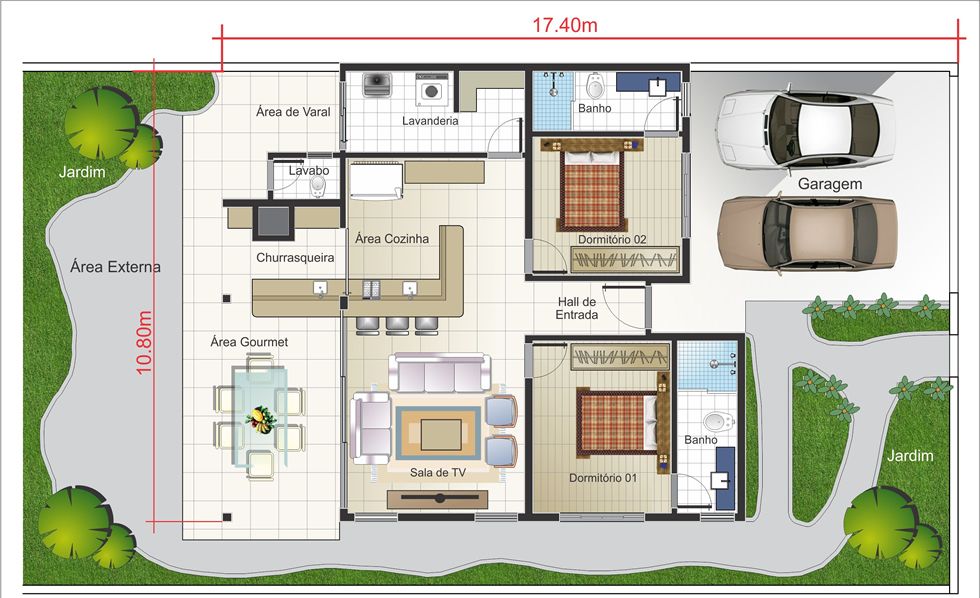 17.40m
Área de Varal
Lavanderia
Banho
Jardim
Lavabo
Garagem
Área Cozinha
Dormitório 02
Churrasqueira
Área Externa
Hall de
Entrada
10.80m
Área Gourmet
Banho
Jardim
Sala de TV
Dormitório 01